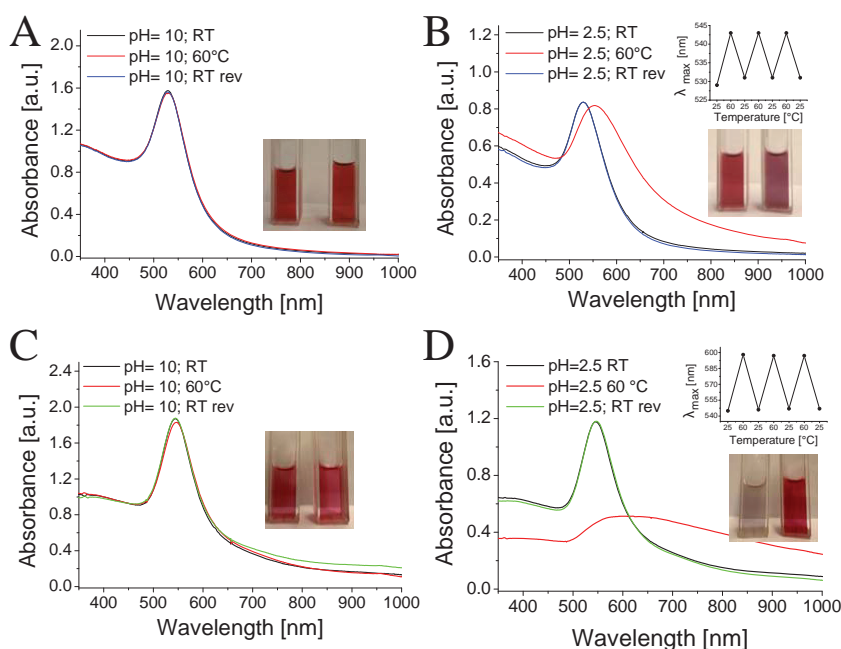 A
pH= 10; RT
pH= 10; 60°C
pH= 10; RT rev
Absorbance [a.u.]
2.0
1.6
1.2
0.8
0.4
0.0
400 500 600 700 800 900 1000
Wavelength [nm]
B
pH= 2.5; RT
pH= 2.5; 60°C
pH= 2.5; RT rev
Absorbance [a.u.]
1.2
1.0
0.8
0.6
0.4
0.2
0.0
400 500 600 700 800 900 1000
Wavelength [nm]
λ max [nm]
545
540
535
530
525
25 60 25 60 25 60 25
Temperature [°C]
C
pH= 10; RT
pH= 10; 60°C
pH= 10; RT rev
Absorbance [a.u.]
2.4
2.0
1.6
1.2
0.8
0.4
0.0
400 500 600 700 800 900 1000
Wavelength [nm]
D
pH=2.5 RT
pH=2.5 60 °C
pH=2.5; RT rev
Absorbance [a.u.]
1.6
1.2
0.8
0.4
0.0
400 500 600 700 800 900 1000
Wavelength [nm]
λmax [nm]
600
585
570
555
540
25 60 25 60 25 60 25
Temperature [°C]